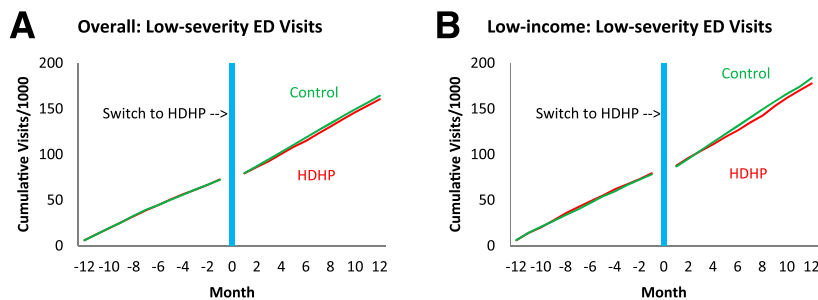 A
Overall: Low-severity ED Visits
Cumulative Visits/1000
200
150
100
50
0
Switch to HDHP -->
Control
HDHP
-12 -10 -8 -6 -4 -2 0 2 4 6 8 10 12
Month
B
Low-income: Low-severity ED Visits
Cumulative Visits/1000
200
150
100
50
0
Switch to HDHP -->
Control
HDHP
-12 -10 -8 -6 -4 -2 0 2 4 6 8 10 12
Month